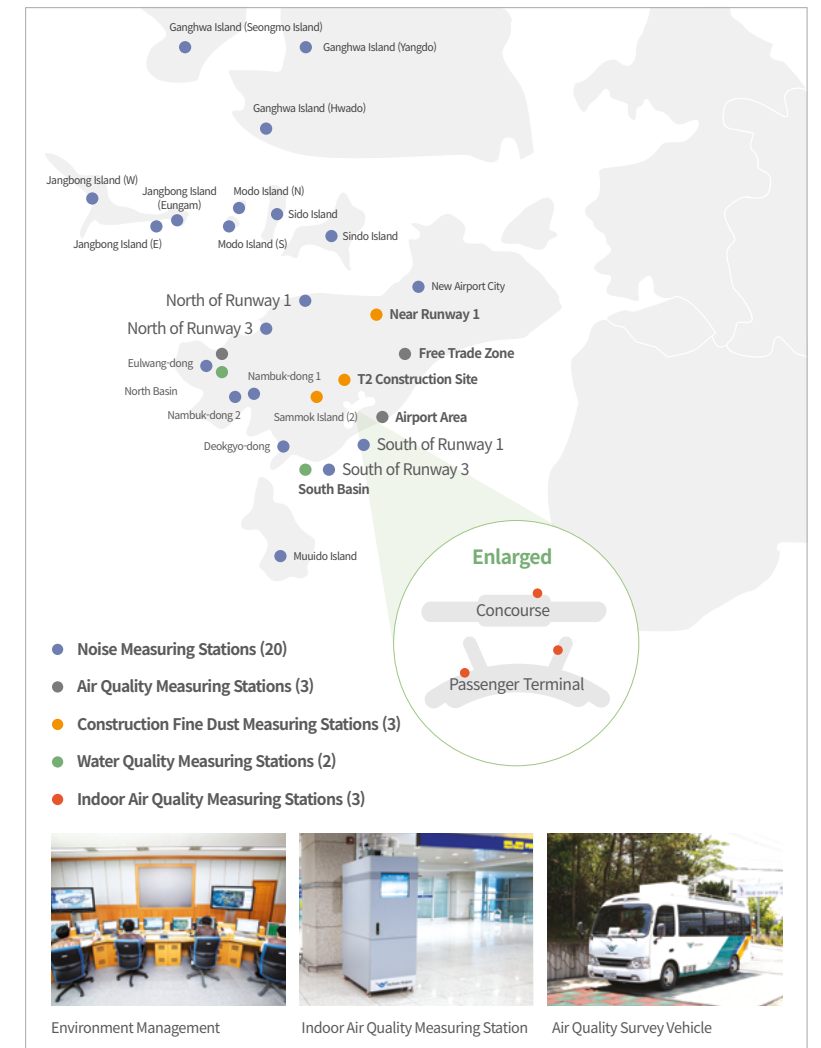 Ganghwa Island (Seongmo Island)
Ganghwa Island (Yangdo)
Ganghwa Island (Hwado)
Jangbong Island (W)
Jangbong Island
(Eungam)
Modo Island (N)
Sido Island
Jangbong Island (E)
Modo Island (S)
Sindo Island
New Airport City
North of Runway 1
Near Runway 1
North of Runway 3
Free Trade Zone
Eulwang-dong
Nambuk-dong 1
T2 Construction Site
North Basin
Nambuk-dong 2
Sammok Island (2)
Airport Area
Deokgyo-dong
South of Runway 1
South of Runway 3
South Basin
Muuido Island
Enlarged
Concourse
Passenger Terminal
Noise Measuring Stations (20)
Air Quality Measuring Stations (3)
Construction Fine Dust Measuring Stations (3)
Water Quality Measuring Stations (2)
Indoor Air Quality Measuring Stations (3)
Environment Management
Indoor Air Quality Measuring Station
Air Quality Survey Vehicle